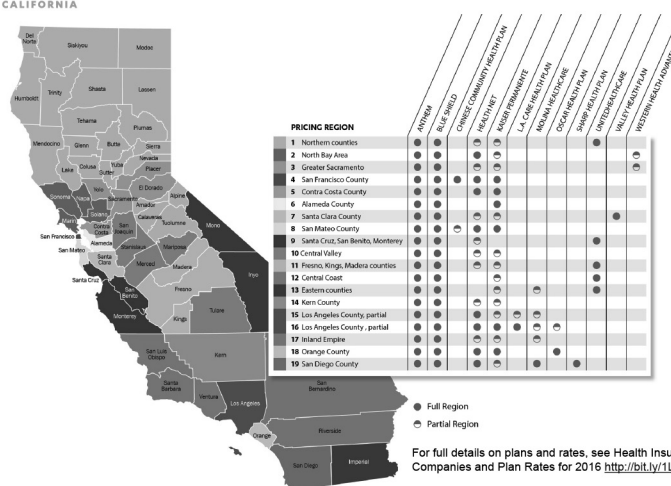 CALIFORNIA
ANTHEM
BLUE SHIELD
CHINESE COMMUNITY HEALTH PLAN
HEALTH NET
KAISER PERMANENTE
L.A. CARE HEALTH PLAN
MOLINA HEALTHCARE
OSCAR HEALTH PLAN
SHARP HEALTH PLAN
UNITEDHEALTHCARE
VALLEY HEALTH PLAN
WESTERN HEALTH ADVANT
PRICING REGION
1 Northern counties
2 North Bay Area
3 Greater Sacramento
4 San Francisco County
5 Contra Costa County
6 Alameda County
7 Santa Clara County
8 San Mateo County
9 Santa Cruz, San Benito, Monterey
10 Central Valley
11 Fresno, Kings, Madera counties
12 Central Coast
13 Eastern counties
14 Kern County
15 Los Angeles County, partial
16 Los Angeles County, partial
17 Inland Empire
18 Orange County
19 San Diego County
Full Region
Partial Region
For full details on plans and rates, see Health Insu
Companies and Plan Rates for 2016 http://bit.ly/1L
Del
Norte
Siskiyou
Modoc
Humboldt
Trinity
Shasta
Lassen
Tehama
Plumas
Mendocino
Glenn
Butte
Sierra
Nevada
Lake
Colusa
Yuba
Sutter
Placer
Sonoma
Napa
Yolo
Sacramento
El Dorado
Alpine
Amador
Marin
Solano
Calaveras
Contra
Costa
San
Joaquin
Tuolumne
Mono
San Francisco
Alameda
Stanislaus
Mariposa
San Mateo
Santa
Clara
Merced
Madera
Santa Cruz
San
Benito
Fresno
Inyo
Monterey
Kings
Tulare
San Luis
Obispo
Kern
Santa
Barbara
Ventura
Los Angeles
San
Bernardino
Orange
Riverside
San Diego
Imperial